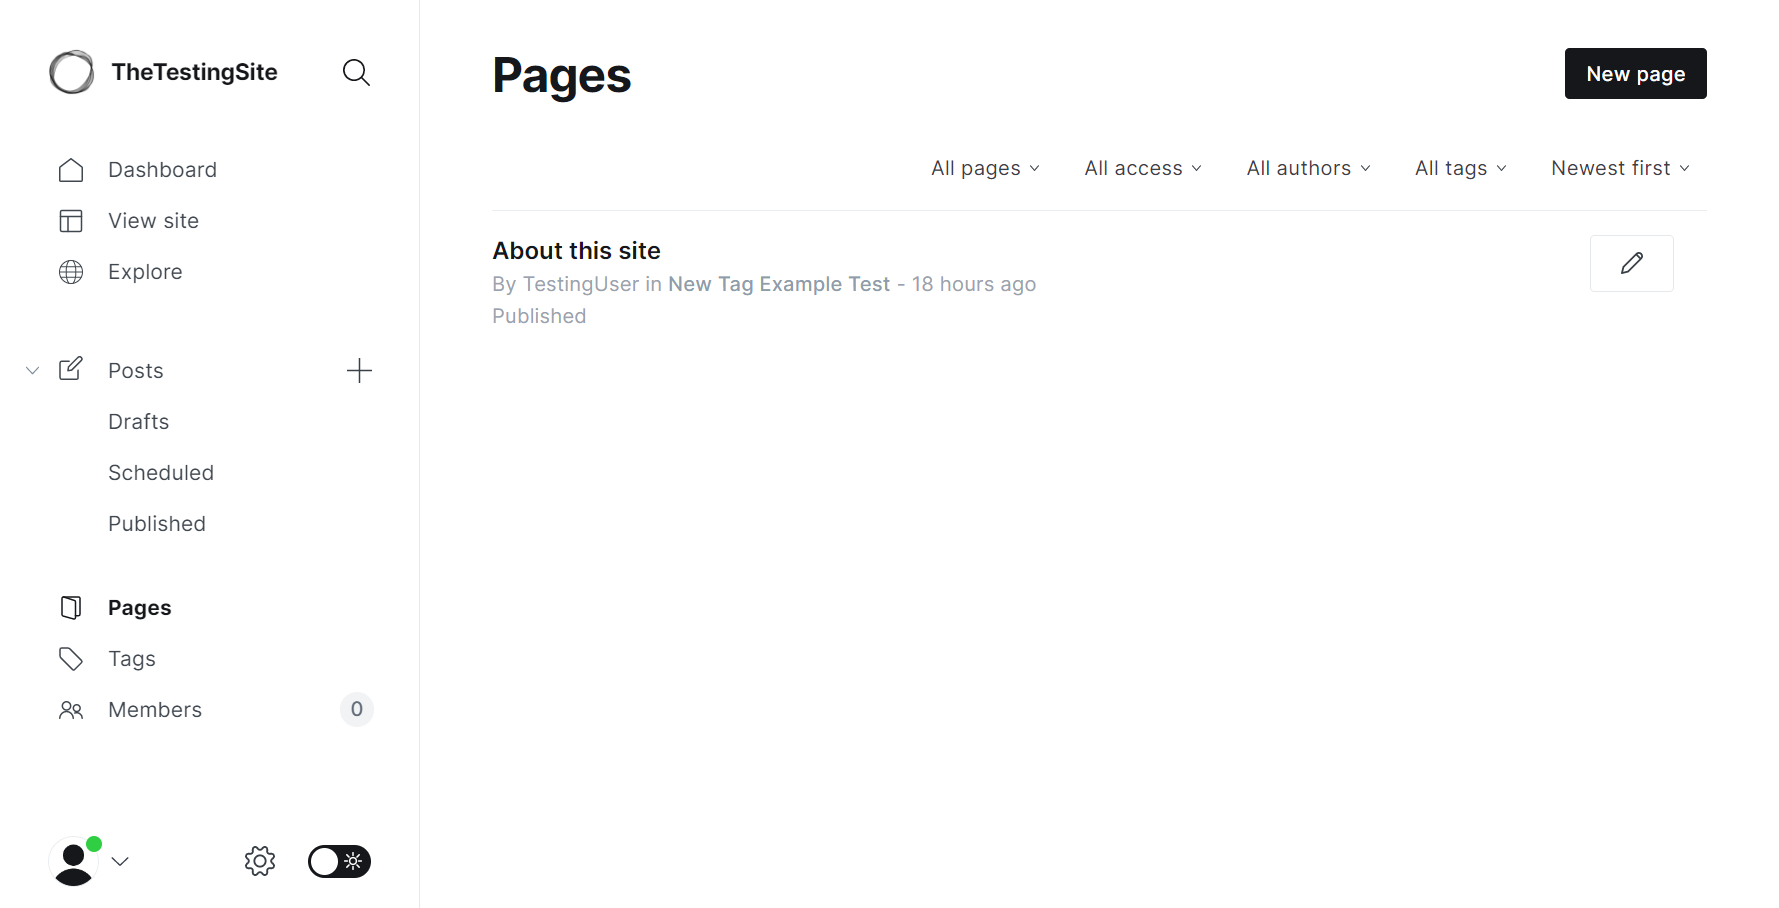 TheTestingSite
Dashboard
View site
Explore
Posts
Drafts
Scheduled
Published
Pages
Tags
Members 0
Pages
New page
All pages All access All authors All tags Newest first
About this site
By TestingUser in New Tag Example Test - 18 hours ago
Published